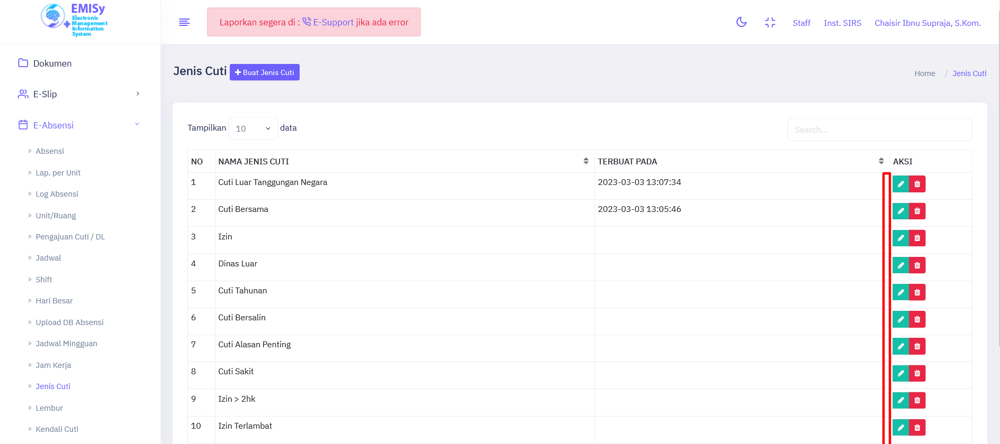 EMISy
Electronic
Management
Information
System
Laporkan segera di : E-Support jika ada error
Staff
Inst. SIRS
Chaisir Ibnu Supraja, S.Kom.
Dokumen
E-Slip
E-Absensi
Absensi
Lap. per Unit
Log Absensi
Unit/Ruang
Pengajuan Cuti / DL
Jadwal
Shift
Hari Besar
Upload DB Absensi
Jadwal Mingguan
Jam Kerja
Jenis Cuti
Lembur
Kendali Cuti
Jenis Cuti
Buat Jenis Cuti
Home / Jenis Cuti
Tampilkan 10 data
Search...
NO NAMA JENIS CUTI TERBUAT PADA AKSI
1 Cuti Luar Tanggungan Negara 2023-03-03 13:07:34
2 Cuti Bersama 2023-03-03 13:05:46
3 Izin
4 Dinas Luar
5 Cuti Tahunan
6 Cuti Bersalin
7 Cuti Alasan Penting
8 Cuti Sakit
9 Izin > 2hk
10 Izin Terlambat